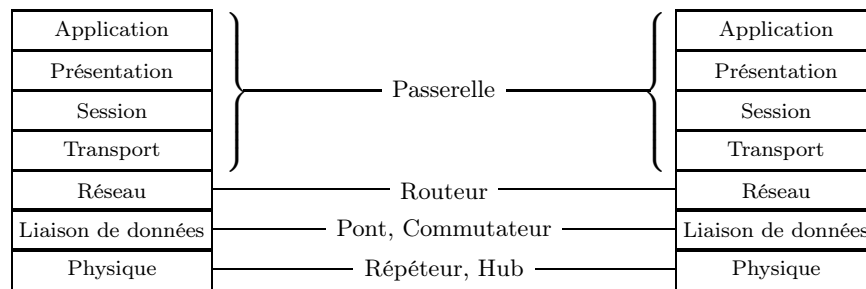 Application
Application
Présentation
Présentation
Passerelle
Session
Session
Transport
Transport
Réseau
Routeur
Réseau
Liaison de données
Pont, Commutateur
Liaison de données
Physique
Répéteur, Hub
Physique